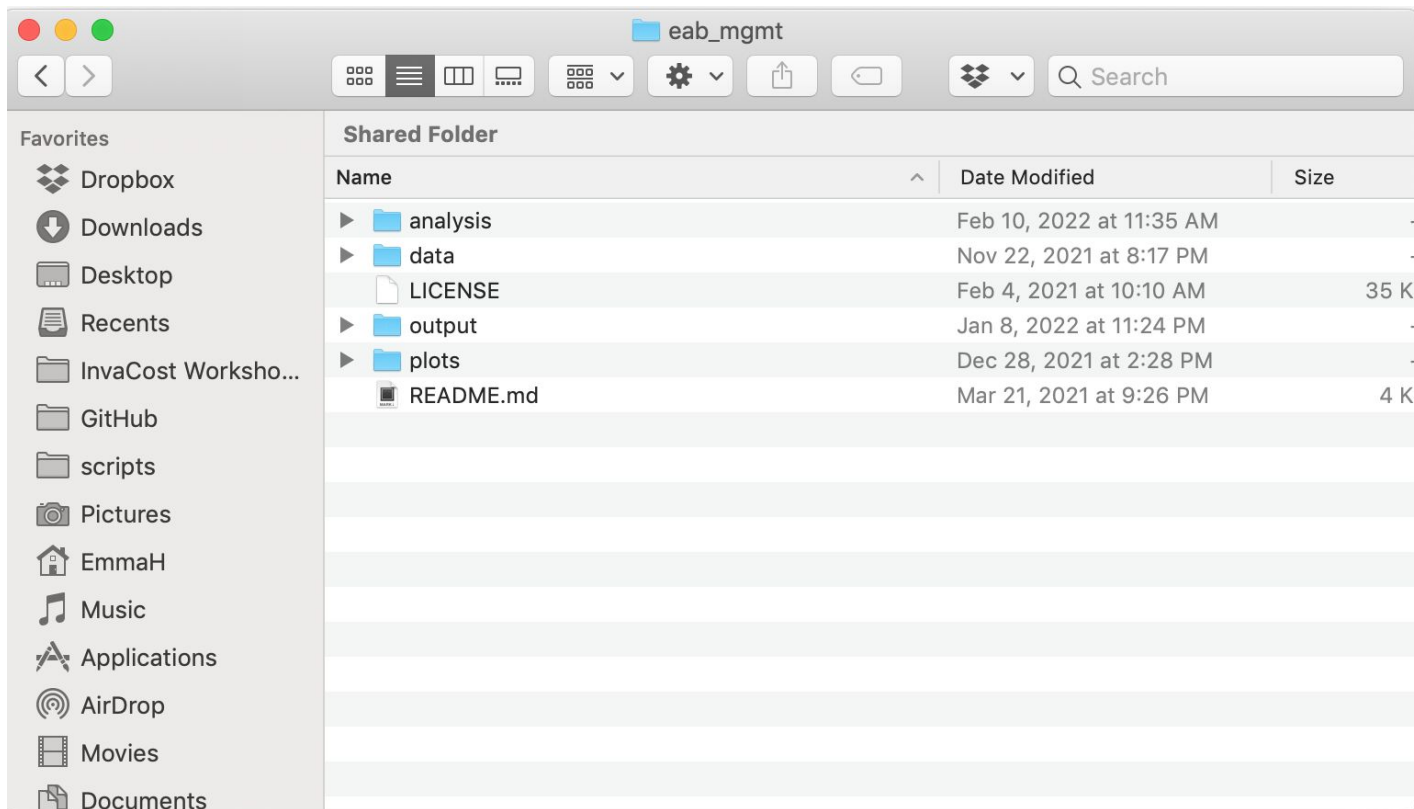 eab_mgmt
Search
Favorites
Dropbox
Downloads
Desktop
Recents
InvaCost Worksho...
GitHub
scripts
Pictures
EmmaH
Music
Applications
AirDrop
Movies
Documents
Shared Folder
Name Date Modified Size
analysis Feb 10, 2022 at 11:35 AM -
data Nov 22, 2021 at 8:17 PM -
LICENSE Feb 4, 2021 at 10:10 AM 35 K
output Jan 8, 2022 at 11:24 PM -
plots Dec 28, 2021 at 2:28 PM -
README.md Mar 21, 2021 at 9:26 PM 4 K